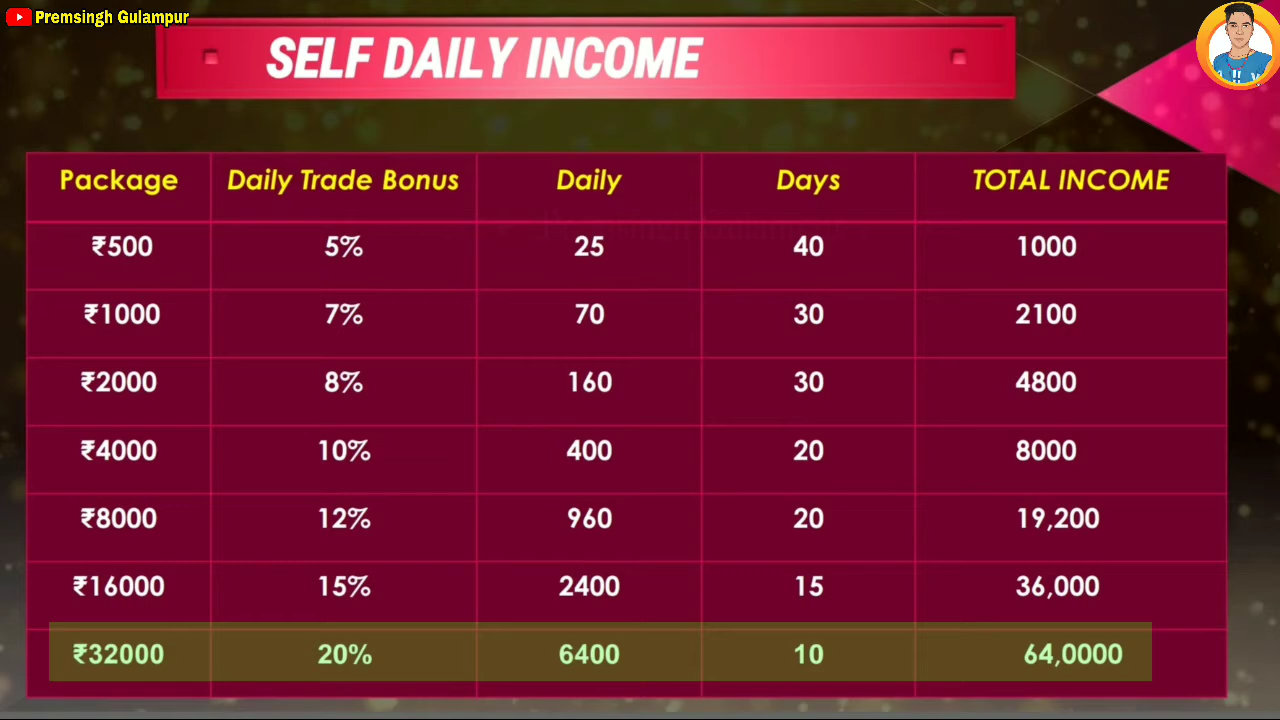 Premsingh Gulampur
SELF DAILY INCOME
Package Daily Trade Bonus Daily Days TOTAL INCOME
₹500 5% 25 40 1000
₹1000 7% 70 30 2100
₹2000 8% 160 30 4800
₹4000 10% 400 20 8000
₹8000 12% 960 20 19,200
₹16000 15% 2400 15 36,000
₹32000 20% 6400 10 64,0000